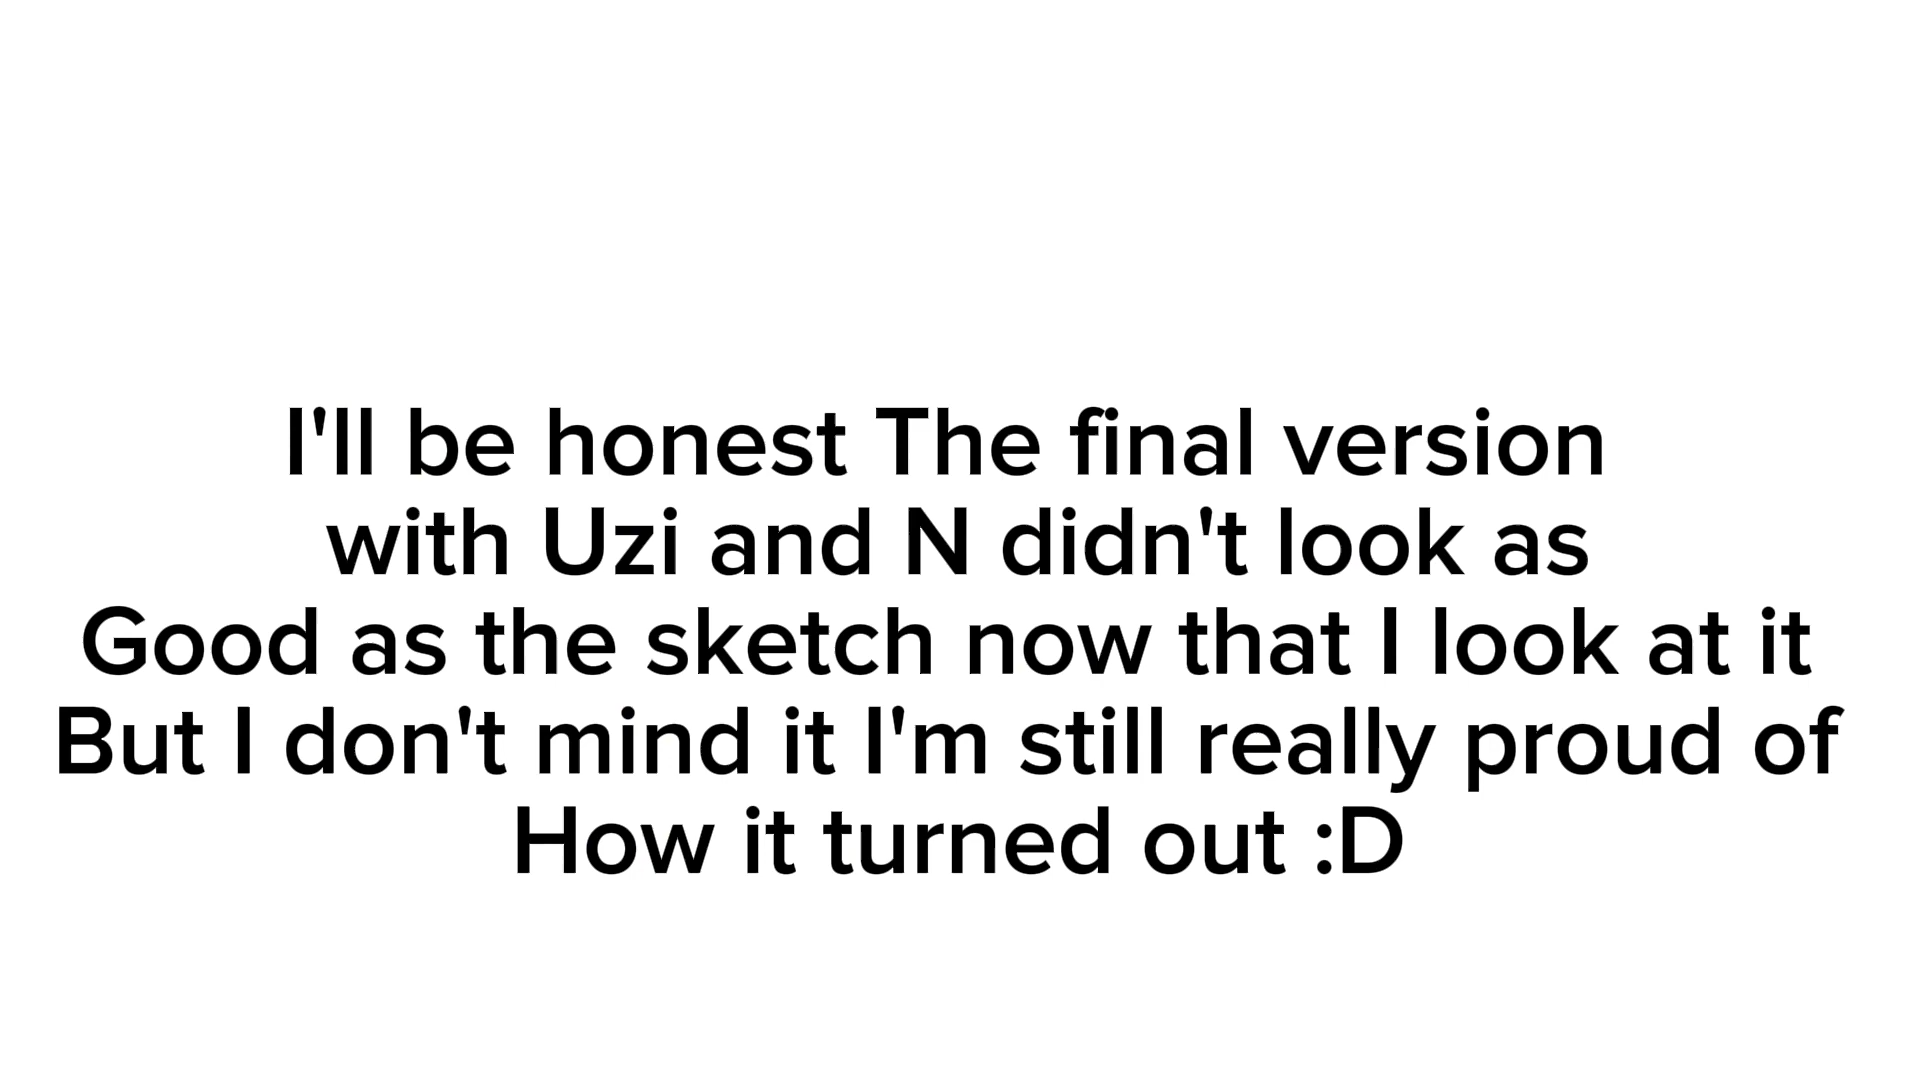 I'll be honest The final version
with Uzi and N didn't look as
Good as the sketch now that I look at it
But I don't mind it I'm still really proud of
How it turned out :D